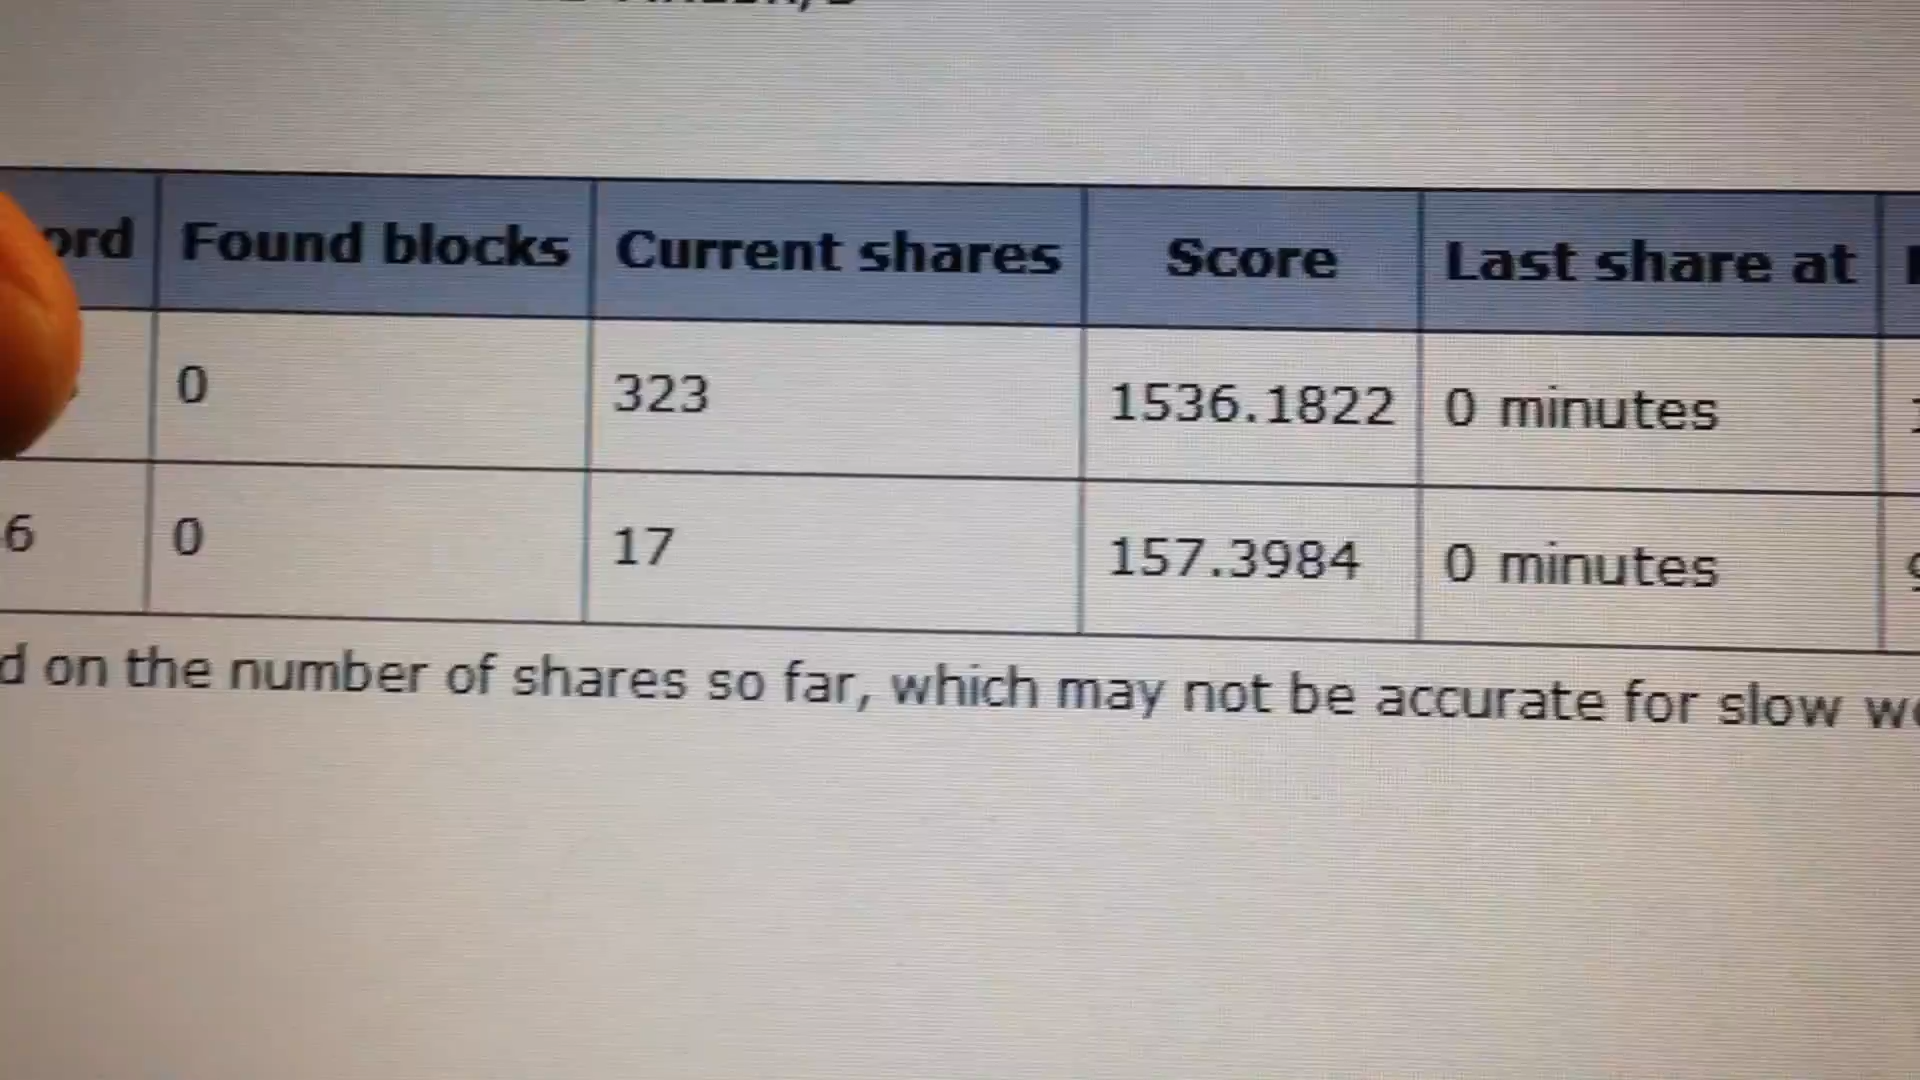 Found blocks Current shares Score Last share at
0 323 1536.1822 0 minutes
6 0 17 157.3984 0 minutes
on the number of shares so far, which may not be accurate for slow